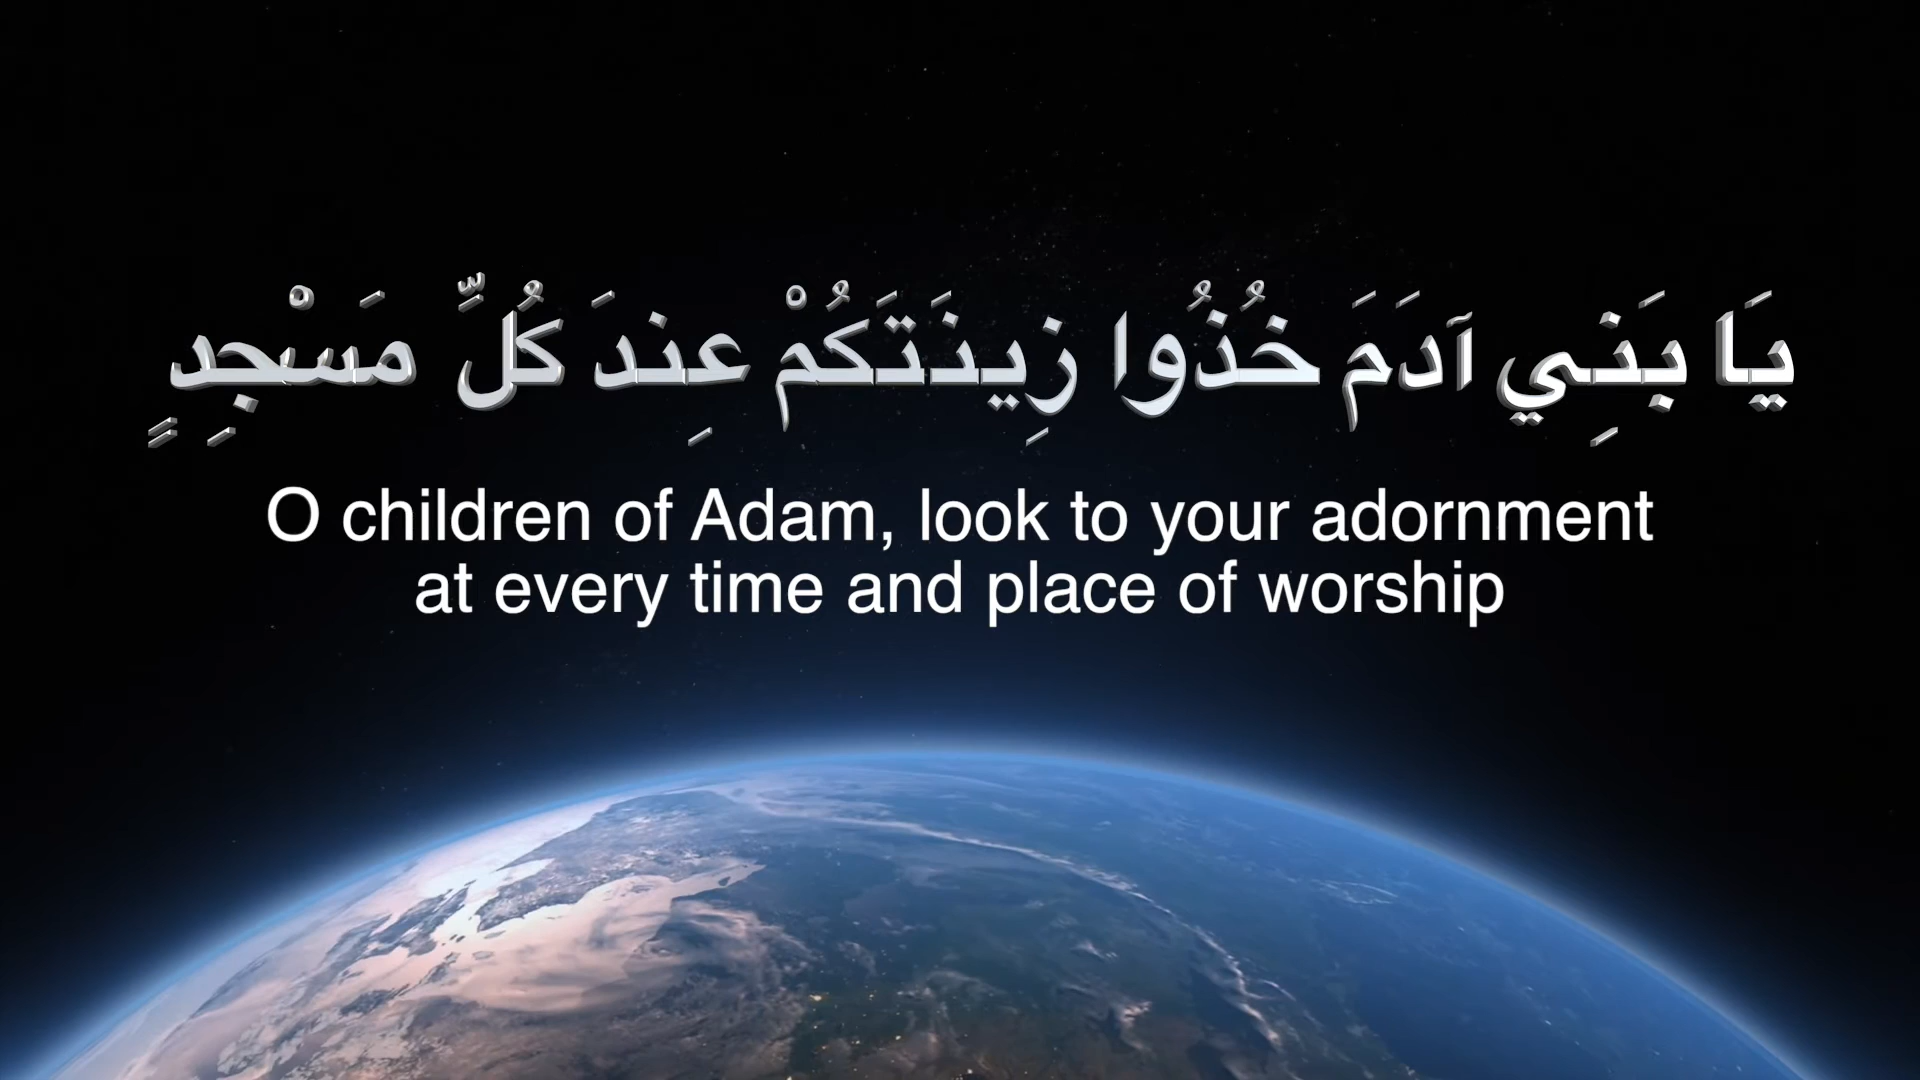 يَا بَنِي آدَمَ خُذُوا زِينَتَكُمْ عِندَ كُلِّ مَسْجِدٍ
O children of Adam, look to your adornment
at every time and place of worship